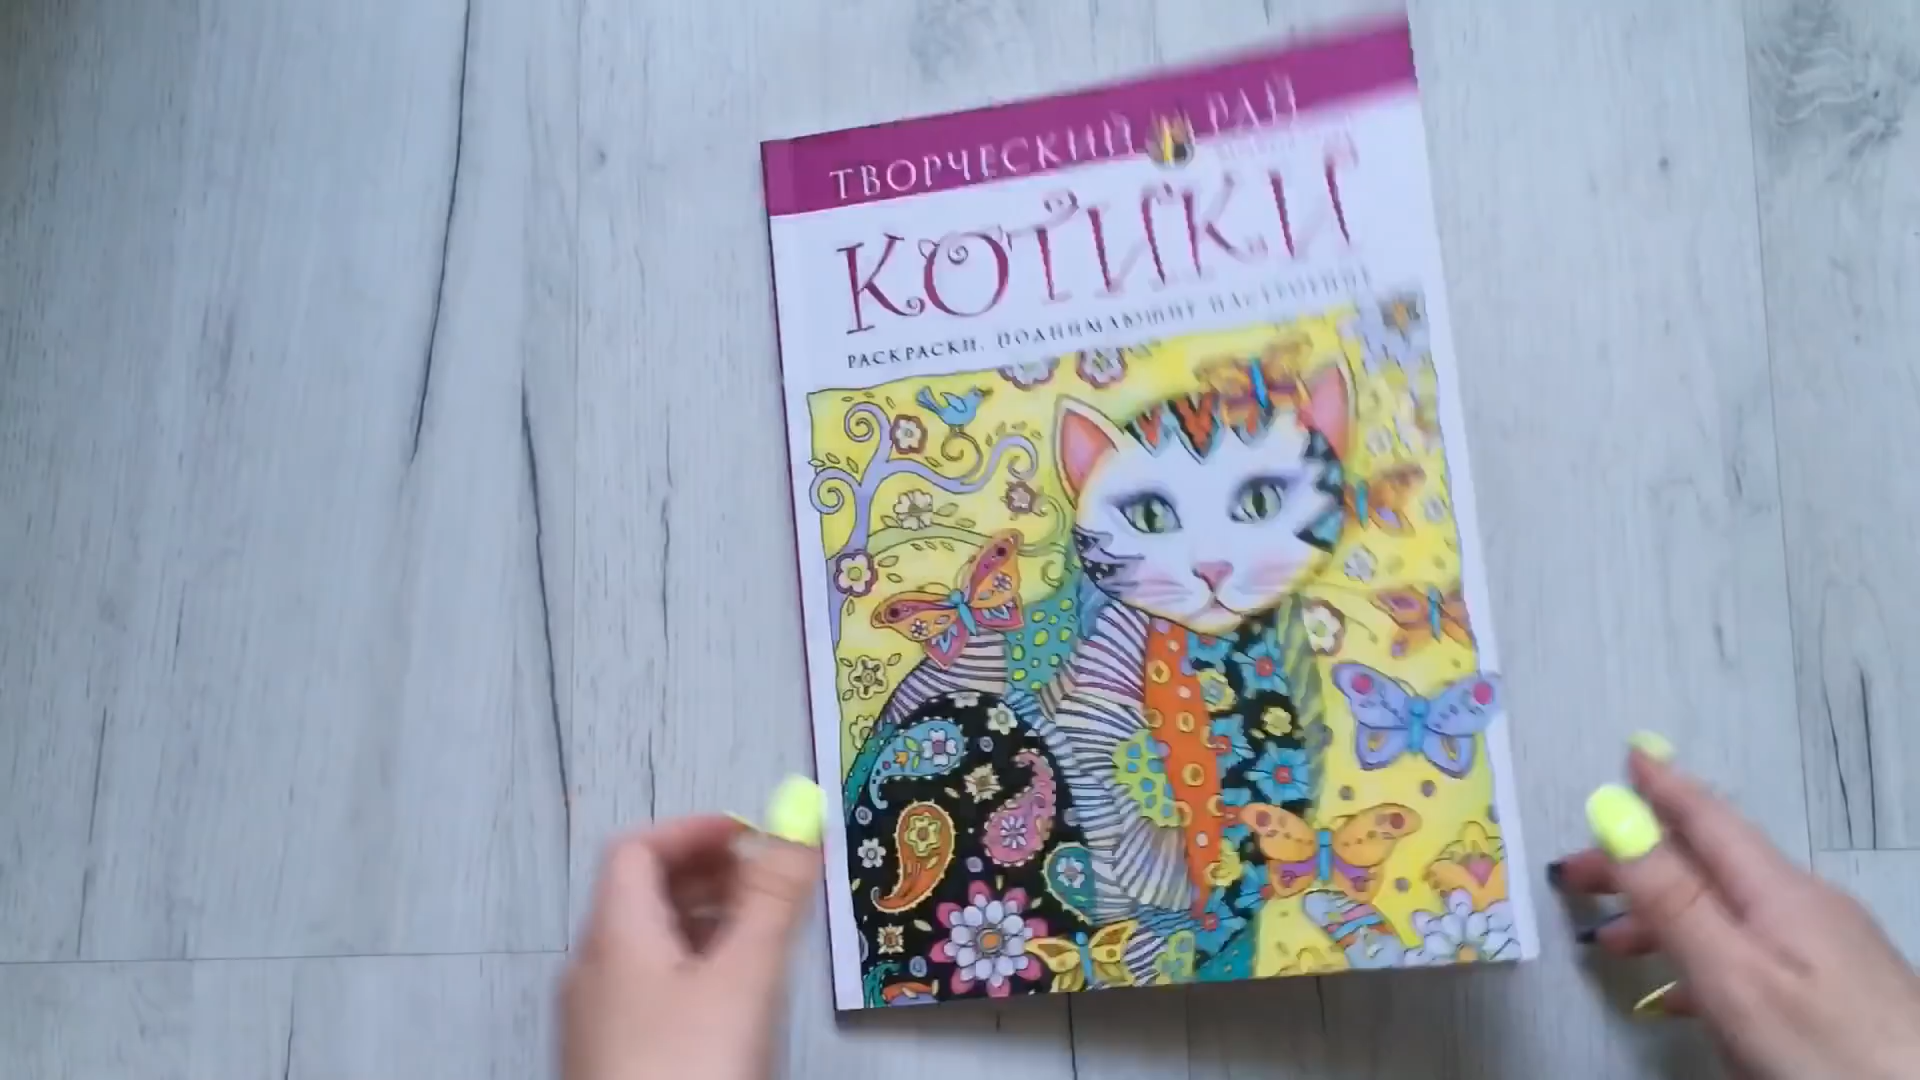 ТВОРЧЕСКИЙ РАЙ
КОТИКИ
РАСКРАСКИ, ПОДНИМАЮЩИЕ НАСТРОЕНИЕ